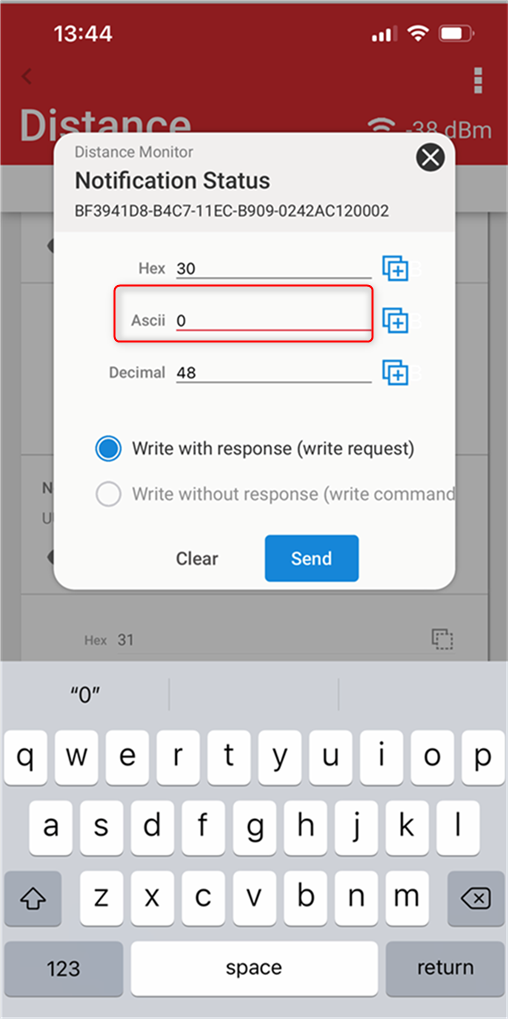 13:44
Distance
-38 dBm
Distance Monitor
Notification Status
BF3941D8-B4C7-11EC-B909-0242AC120002
Hex 30
Ascii 0
Decimal 48
Write with response (write request)
Write without response (write command
N
U
Clear
Send
Hex 31
“0”
q w e r t y u i o p
a s d f g h j k l
z x c v b n m
123 space return